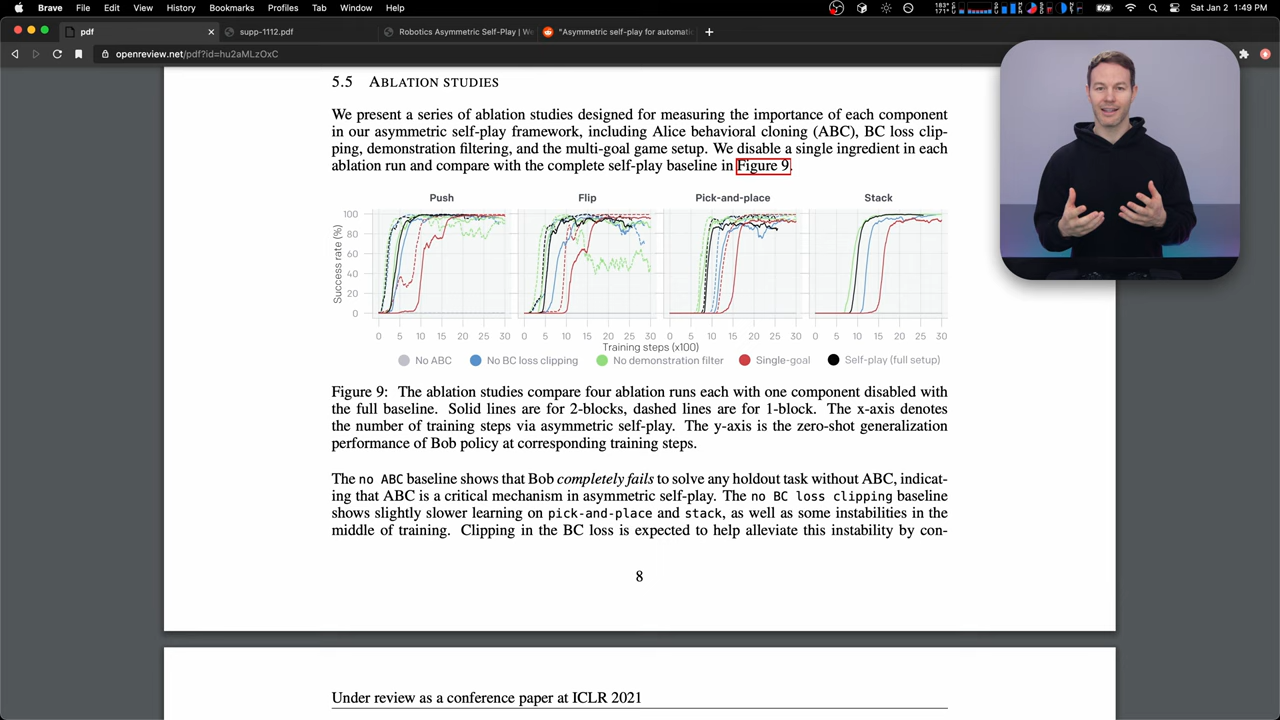 Brave File Edit View History Bookmarks Profiles Tab Window Help
183° 171° Sat Jan 2 1:49 PM
pdf supp-1112.pdf Robotics Asymmetric Self-Play | W "Asymmetric self-play for automati
openreview.net/pdf?id=hu2aMLzOxC
5.5 ABLATION STUDIES
We present a series of ablation studies designed for measuring the importance of each component
in our asymmetric self-play framework, including Alice behavioral cloning (ABC), BC loss clip-
ping, demonstration filtering, and the multi-goal game setup. We disable a single ingredient in each
ablation run and compare with the complete self-play baseline in Figure 9.
Push Flip Pick-and-place Stack
Success rate (%)
100
80
60
40
20
0
0 5 10 15 20 25 30 0 5 10 15 20 25 30 0 5 10 15 20 25 30 0 5 10 15 20 25 30
Training steps (x100)
No ABC No BC loss clipping No demonstration filter Single-goal Self-play (full setup)
Figure 9: The ablation studies compare four ablation runs each with one component disabled with
the full baseline. Solid lines are for 2-blocks, dashed lines are for 1-block. The x-axis denotes
the number of training steps via asymmetric self-play. The y-axis is the zero-shot generalization
performance of Bob policy at corresponding training steps.
The no ABC baseline shows that Bob completely fails to solve any holdout task without ABC, indicat-
ing that ABC is a critical mechanism in asymmetric self-play. The no BC loss clipping baseline
shows slightly slower learning on pick-and-place and stack, as well as some instabilities in the
middle of training. Clipping in the BC loss is expected to help alleviate this instability by con-
8
Under review as a conference paper at ICLR 2021